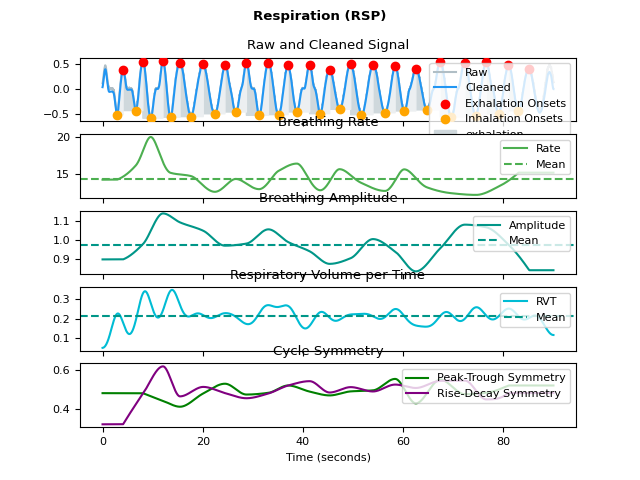 Respiration (RSP)
Raw and Cleaned Signal
0.5
0.0
−0.5
Raw
Cleaned
Exhalation Onsets
Inhalation Onsets
exhalation
Breathing Rate
20
15
Rate
Mean
Breathing Amplitude
1.1
1.0
0.9
Amplitude
Mean
Respiratory Volume per Time
0.3
0.2
0.1
RVT
Mean
Cycle Symmetry
0.6
0.4
Peak-Trough Symmetry
Rise-Decay Symmetry
0 20 40 60 80
Time (seconds)